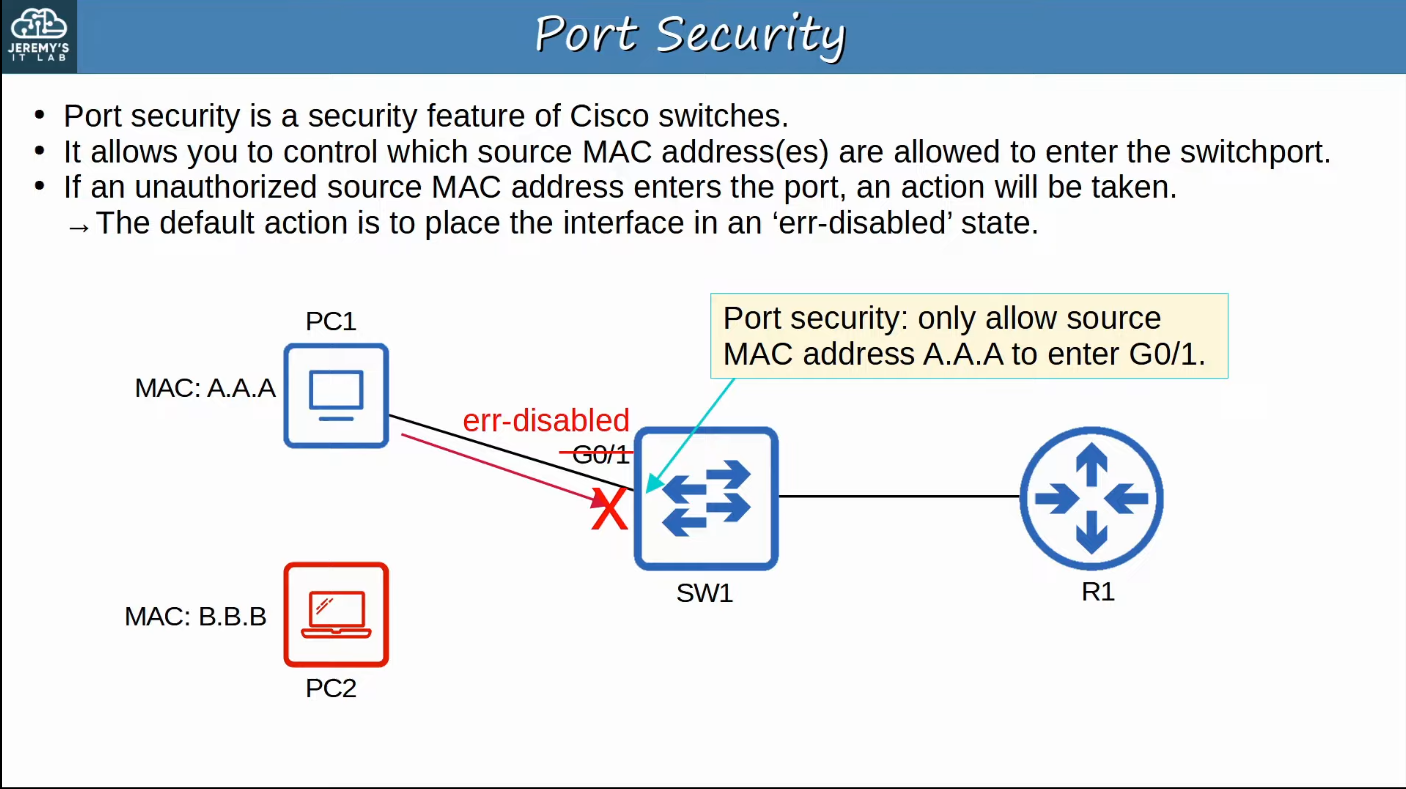 JEREMY'S
IT LAB
Port Security
• Port security is a security feature of Cisco switches.
• It allows you to control which source MAC address(es) are allowed to enter the switchport.
• If an unauthorized source MAC address enters the port, an action will be taken.
→The default action is to place the interface in an ‘err-disabled’ state.
Port security: only allow source
MAC address A.A.A to enter G0/1.
PC1
MAC: A.A.A
err-disabled
G0/1
X
SW1
R1
MAC: B.B.B
PC2